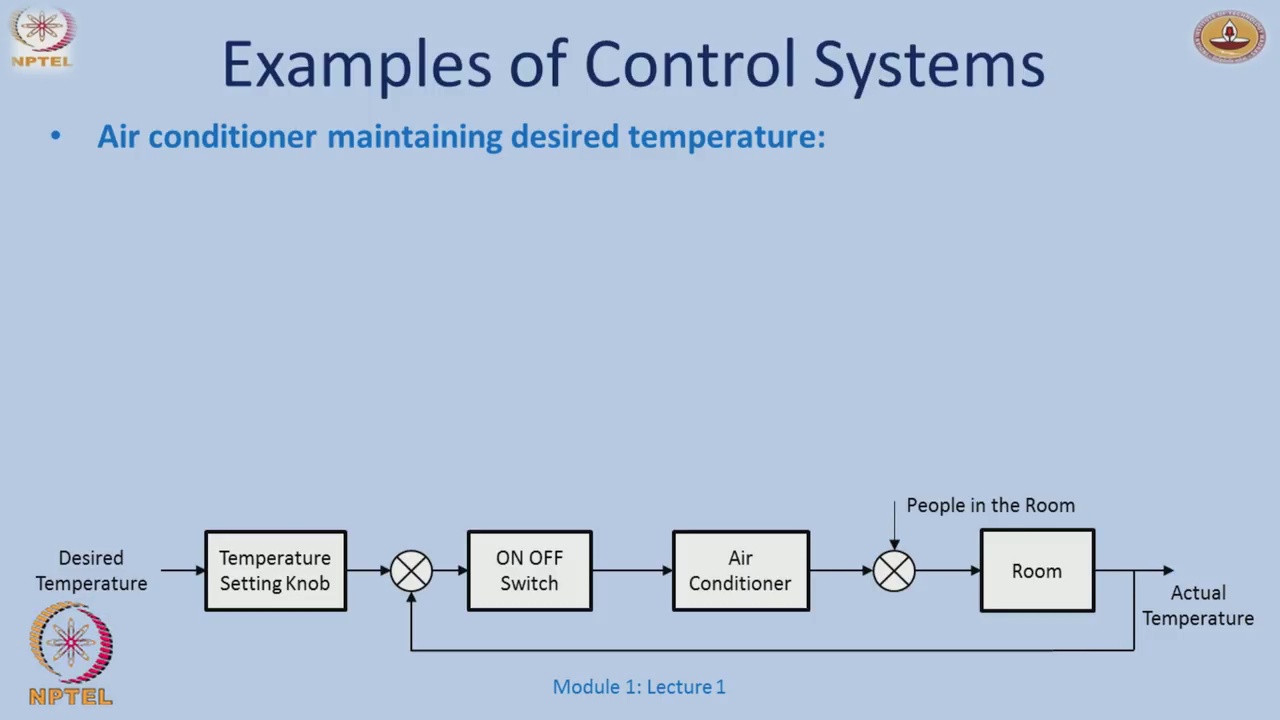 NPTEL
Examples of Control Systems
• Air conditioner maintaining desired temperature:
People in the Room
Desired
Temperature
Temperature
Setting Knob
ON OFF
Switch
Air
Conditioner
Room
Actual
Temperature
NPTEL
Module 1: Lecture 1